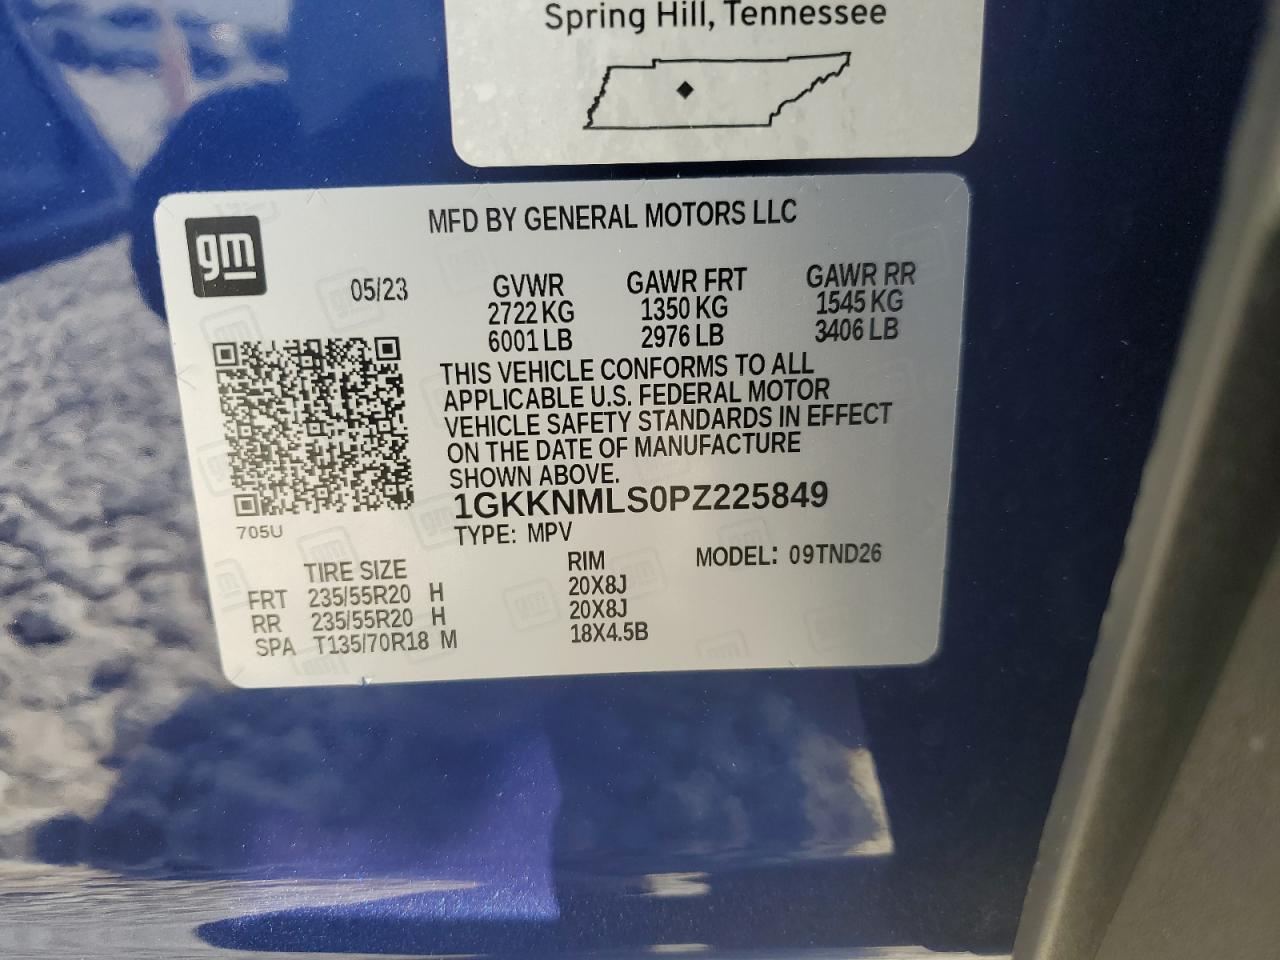 Spring Hill, Tennessee
gm
MFD BY GENERAL MOTORS LLC
05/23
GVWR GAWR FRT GAWR RR
2722 KG 1350 KG 1545 KG
6001 LB 2976 LB 3406 LB
THIS VEHICLE CONFORMS TO ALL
APPLICABLE U.S. FEDERAL MOTOR
VEHICLE SAFETY STANDARDS IN EFFECT
ON THE DATE OF MANUFACTURE
SHOWN ABOVE.
1GKKNMLS0PZ225849
705U
TYPE: MPV MODEL: 09TND26
TIRE SIZE RIM
FRT 235/55R20 H 20X8J
RR 235/55R20 H 20X8J
SPA T135/70R18 M 18X4.5B